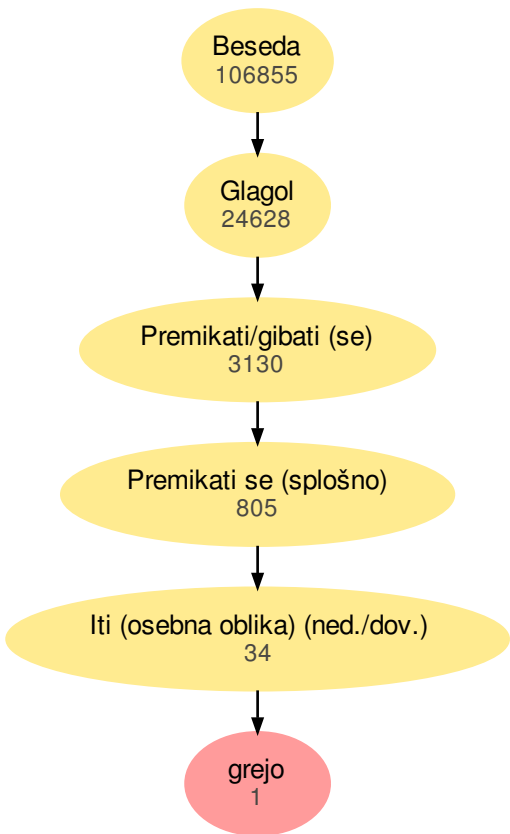 Beseda
106855
Glagol
24628
Premikati/gibati (se)
3130
Premikati se (splošno)
805
Iti (osebna oblika) (ned./dov.)
34
grejo
1